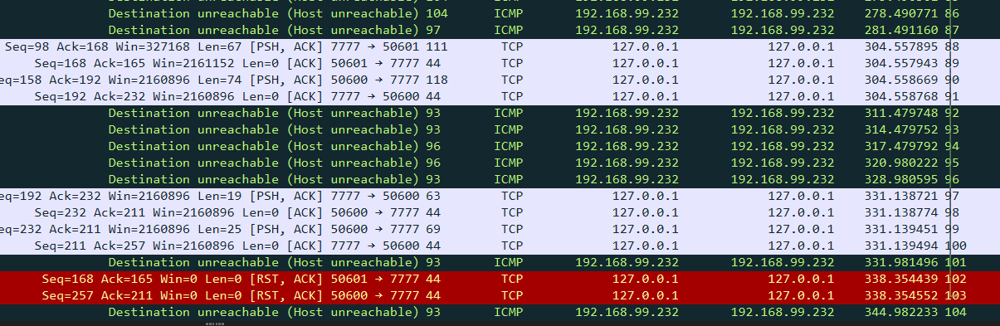 Destination unreachable (Host unreachable) 104 ICMP 192.168.99.232 192.168.99.232 278.490771 86
Destination unreachable (Host unreachable) 97 ICMP 192.168.99.232 192.168.99.232 281.491160 87
Seq=98 Ack=168 Win=327168 Len=67 [PSH, ACK] 7777 → 50601 111 TCP 127.0.0.1 127.0.0.1 304.557895 88
Seq=168 Ack=165 Win=2161152 Len=0 [ACK] 50601 → 7777 44 TCP 127.0.0.1 127.0.0.1 304.557943 89
eq=158 Ack=192 Win=2160896 Len=74 [PSH, ACK] 50600 → 7777 118 TCP 127.0.0.1 127.0.0.1 304.558669 90
Seq=192 Ack=232 Win=2160896 Len=0 [ACK] 7777 → 50600 44 TCP 127.0.0.1 127.0.0.1 304.558768 91
Destination unreachable (Host unreachable) 93 ICMP 192.168.99.232 192.168.99.232 311.479748 92
Destination unreachable (Host unreachable) 93 ICMP 192.168.99.232 192.168.99.232 314.479752 93
Destination unreachable (Host unreachable) 96 ICMP 192.168.99.232 192.168.99.232 317.479792 94
Destination unreachable (Host unreachable) 96 ICMP 192.168.99.232 192.168.99.232 320.980222 95
Destination unreachable (Host unreachable) 93 ICMP 192.168.99.232 192.168.99.232 328.980595 96
eq=192 Ack=232 Win=2160896 Len=19 [PSH, ACK] 7777 → 50600 63 TCP 127.0.0.1 127.0.0.1 331.138721 97
Seq=232 Ack=211 Win=2160896 Len=0 [ACK] 50600 → 7777 44 TCP 127.0.0.1 127.0.0.1 331.138774 98
eq=232 Ack=211 Win=2160896 Len=25 [PSH, ACK] 50600 → 7777 69 TCP 127.0.0.1 127.0.0.1 331.139451 99
Seq=211 Ack=257 Win=2160896 Len=0 [ACK] 7777 → 50600 44 TCP 127.0.0.1 127.0.0.1 331.139494 100
Destination unreachable (Host unreachable) 93 ICMP 192.168.99.232 192.168.99.232 331.981496 101
Seq=168 Ack=165 Win=0 Len=0 [RST, ACK] 50601 → 7777 44 TCP 127.0.0.1 127.0.0.1 338.354439 102
Seq=257 Ack=211 Win=0 Len=0 [RST, ACK] 50600 → 7777 44 TCP 127.0.0.1 127.0.0.1 338.354552 103
Destination unreachable (Host unreachable) 93 ICMP 192.168.99.232 192.168.99.232 344.982233 104